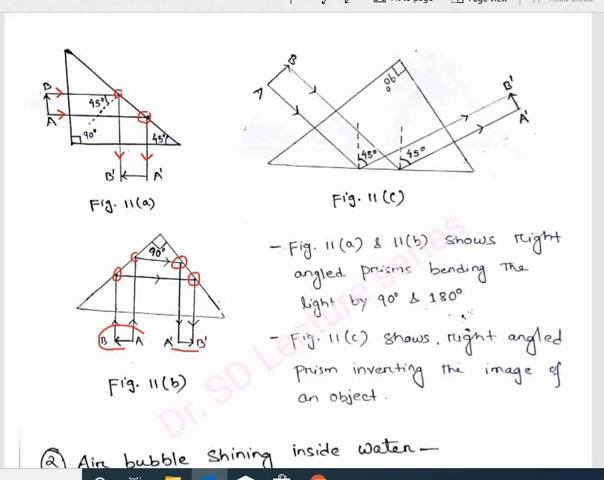 B
A
45°
90°
45°
B' A'
Fig. 11(a)
B
A
90°
45°
45°
B'
A'
Fig. 11(c)
90°
B A A' B'
Fig. 11(b)
- Fig. 11(a) & 11(b) shows right
angled prisms bending the
light by 90° & 180°
- Fig. 11(c) shows right angled
prism inventing the image of
an object.
Dr. SD Lecture Series
② Air bubble shining inside water—